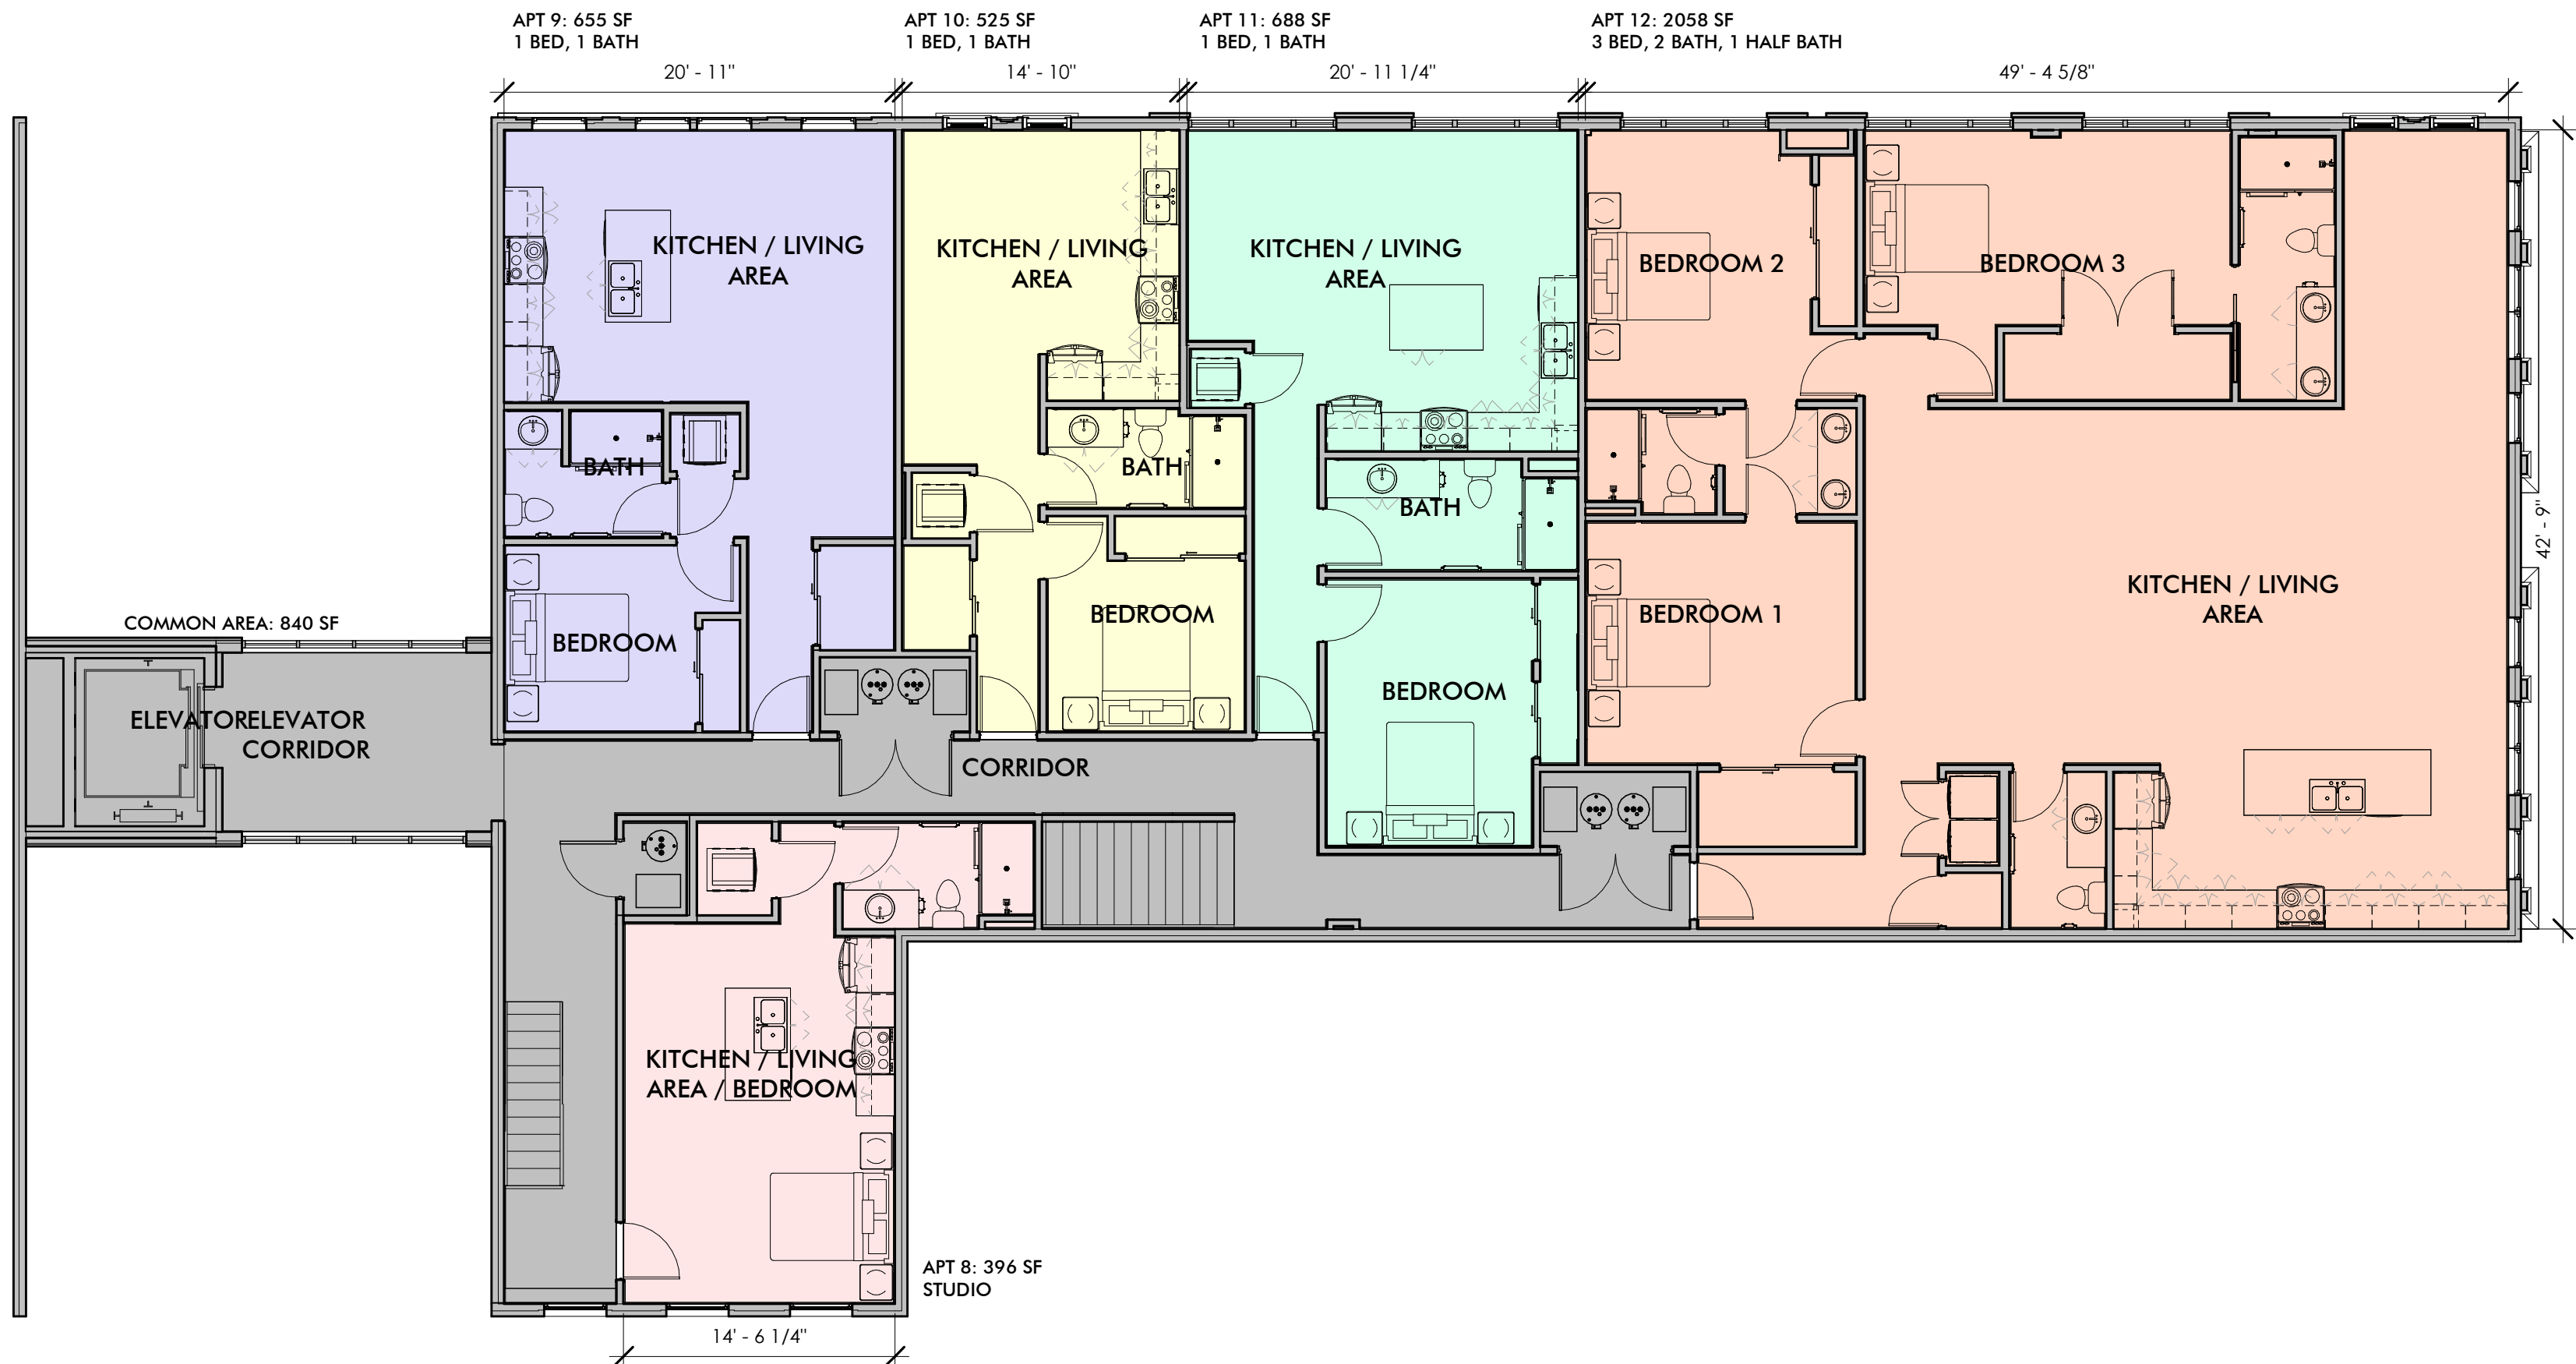 APT 9: 655 SF
1 BED, 1 BATH
APT 10: 525 SF
1 BED, 1 BATH
APT 11: 688 SF
1 BED, 1 BATH
APT 12: 2058 SF
3 BED, 2 BATH, 1 HALF BATH
20' - 11"
14' - 10"
20' - 11 1/4"
49' - 4 5/8"
KITCHEN / LIVING
AREA
KITCHEN / LIVING
AREA
KITCHEN / LIVING
AREA
BEDROOM 2
BEDROOM 3
BATH
BATH
BATH
42' - 9"
KITCHEN / LIVING
AREA
BEDROOM
BEDROOM
BEDROOM
BEDROOM 1
COMMON AREA: 840 SF
ELEVATOR
ELEVATOR
CORRIDOR
CORRIDOR
KITCHEN / LIVING
AREA / BEDROOM
APT 8: 396 SF
STUDIO
14' - 6 1/4"